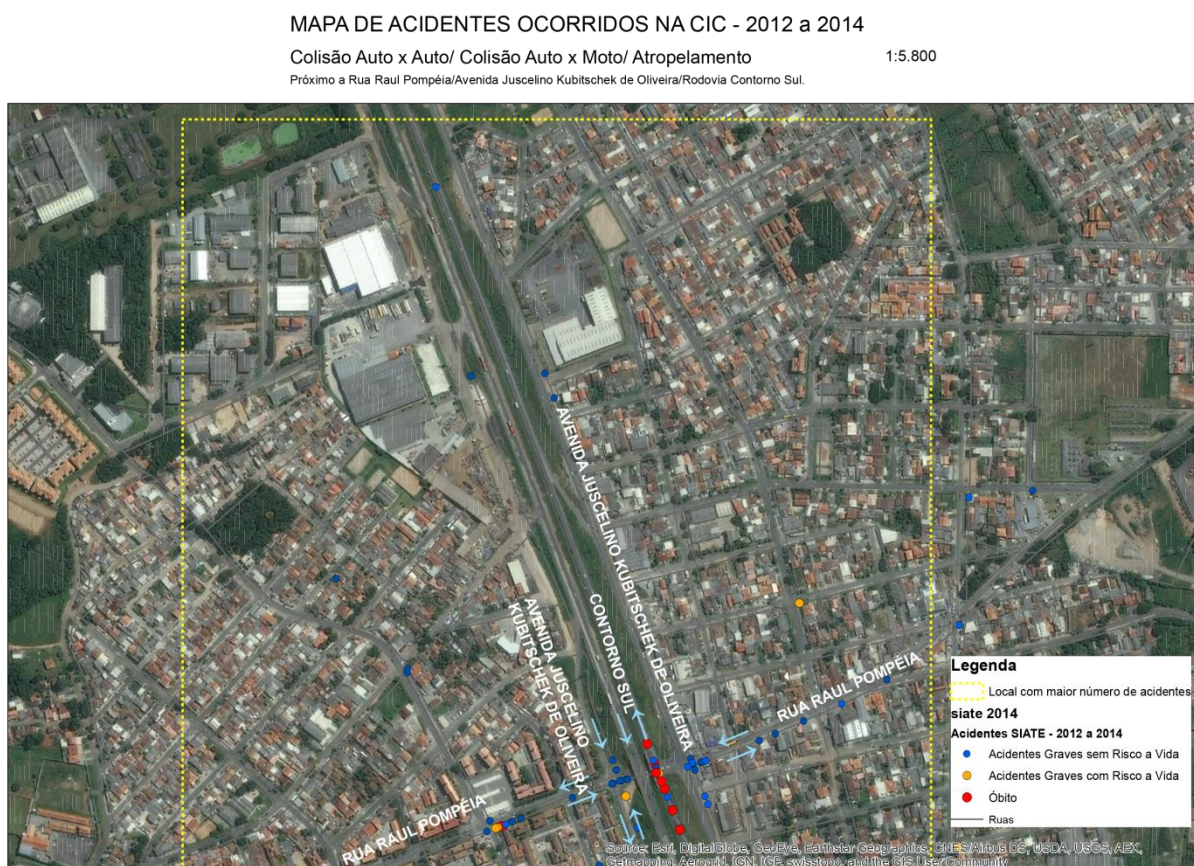 MAPA DE ACIDENTES OCORRIDOS NA CIC - 2012 a 2014
Colisão Auto x Auto/ Colisão Auto x Moto/ Atropelamento
1:5.800
Próximo a Rua Raul Pompéia/Avenida Juscelino Kubitschek de Oliveira/Rodovia Contorno Sul.
AVENIDA JUSCELINO KUBITSCHEK DE OLIVEIRA
CONTORNO SUL
AVENIDA JUSCELINO
KUBITSCHEK DE OLIVEIRA
RUA RAUL POMPÉIA
RUA RAUL POMPÉIA
Legenda
Local com maior número de acidentes
siate 2014
Acidentes SIATE - 2012 a 2014
Acidentes Graves sem Risco a Vida
Acidentes Graves com Risco a Vida
Óbito
Ruas
Source: Esri, DigitalGlobe, GeoEye, Earthstar Geographics, CNES/Airbus DS, USDA, USGS, AEX,
Getmapping, Aerogrid, IGN, IGP, swisstopo, and the GIS User Community